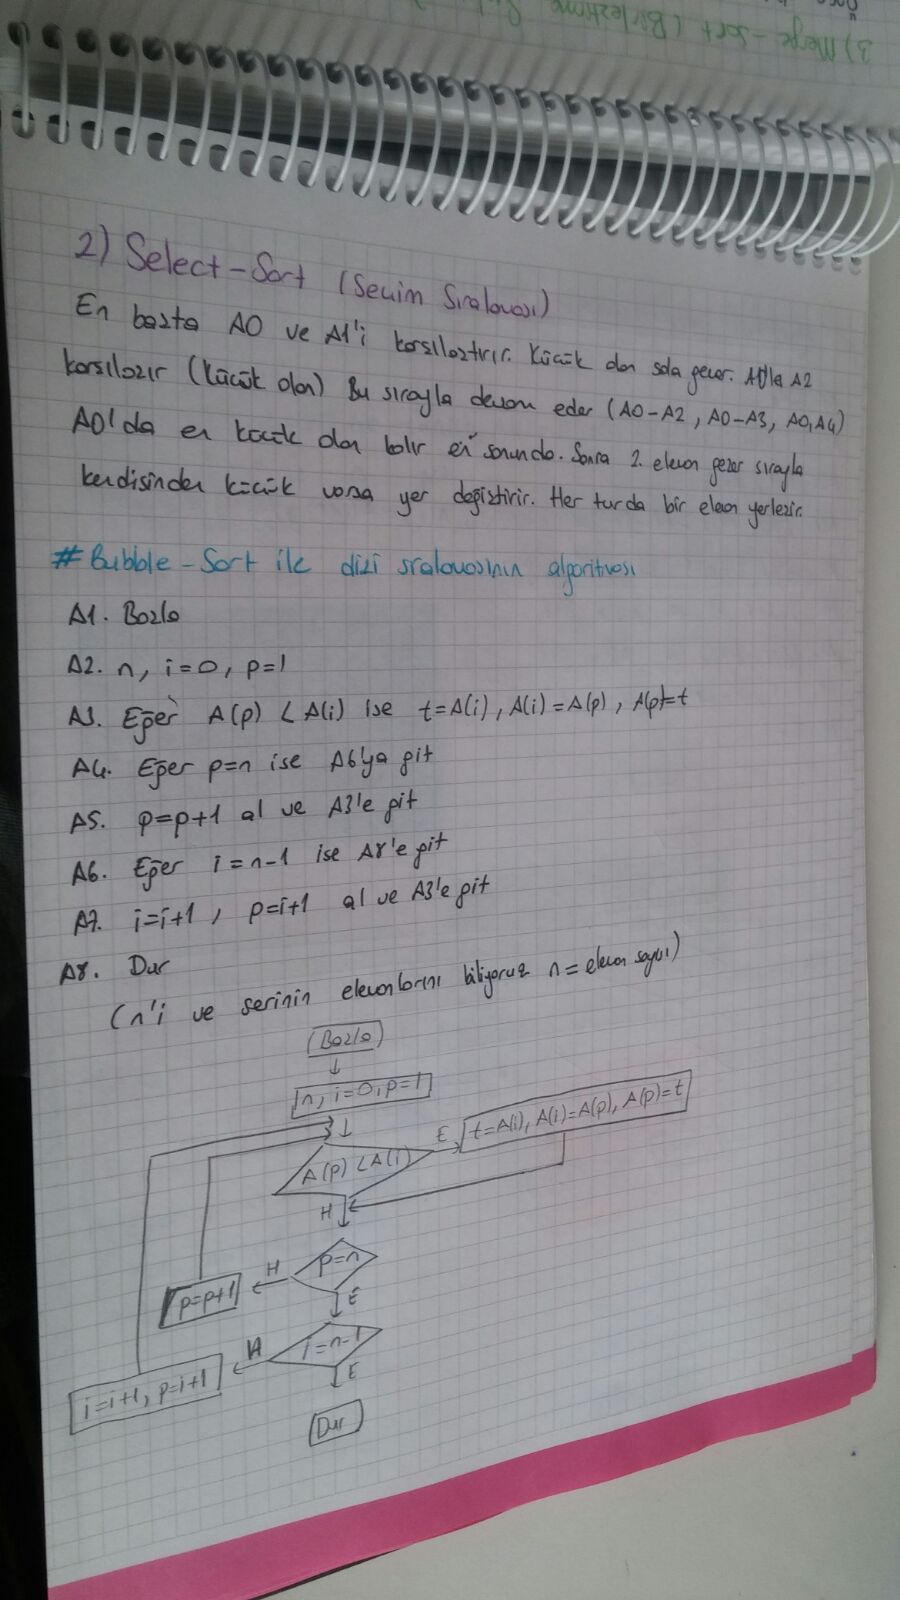 3) Merge-Sort (Birleştirme
2) Select-Sort (Seçim Sıralaması)
En başta A0 ve A1'i karşılaştırır. Küçük olan sola geçer. A0'la A2
karşılaşır (küçük olan) Bu sırayla devam eder (A0-A2, A0-A3, A0,A4)
A0'da en küçük olan kalır en sonunda. Sonra 2. eleman gezer sırayla
kendisinden küçük varsa yer değiştirir. Her turda bir eleman yerleşir.
# Bubble-Sort ile dizi sıralamasının algoritması
A1. Başla
A2. n, i=0, p=1
A3. Eğer A(p) < A(i) ise t=A(i), A(i)=A(p), A(p)=t
A4. Eğer p=n ise A6'ya git
A5. p=p+1 al ve A3'e git
A6. Eğer i=n-1 ise A8'e git
A7. i=i+1, p=i+1 al ve A3'e git
A8. Dur
(n'i ve serinin elemanlarını biliyoruz n=eleman sayısı)
Başla
n, i=0, p=1
A(p) < A(i)
E
t=A(i), A(i)=A(p), A(p)=t
H
p=n
H
p=p+1
E
i=n-1
H
i=i+1, p=i+1
E
Dur